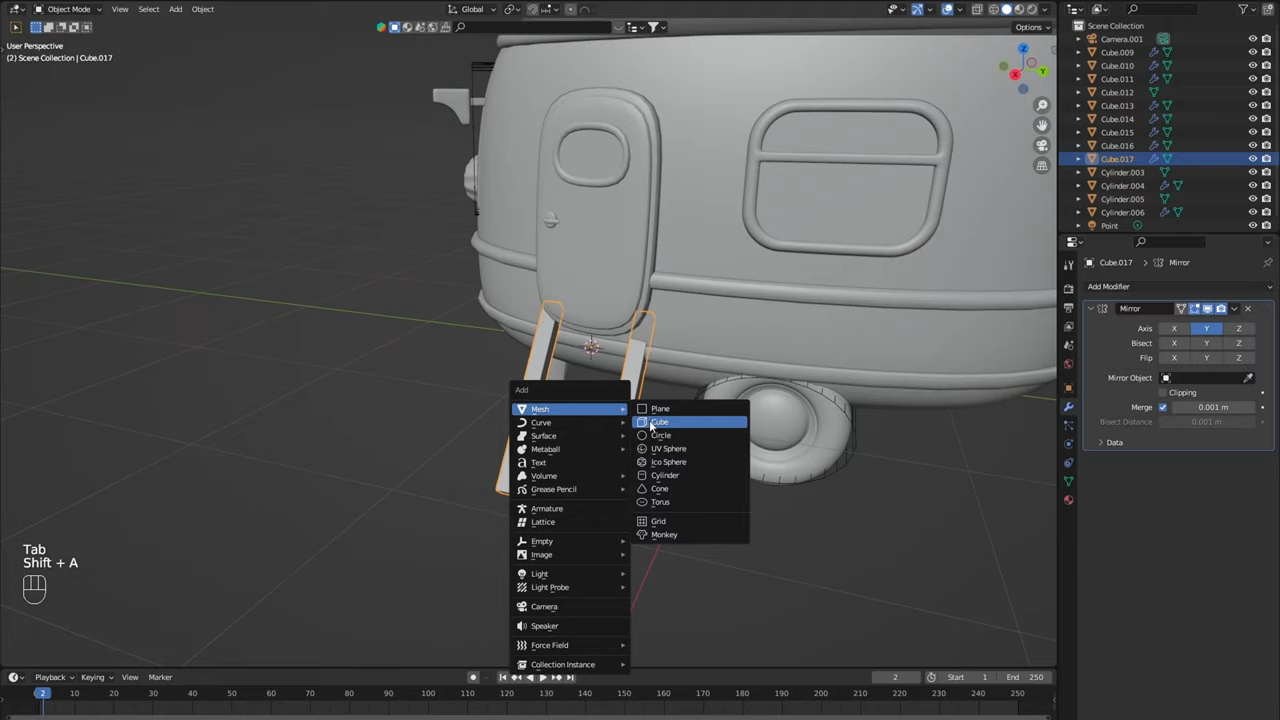 Object Mode
View
Select
Add
Object
Global
Options
User Perspective
(2) Scene Collection | Cube.017
Z
Y
X
Add
Mesh
Curve
Surface
Metaball
Text
Volume
Grease Pencil
Armature
Lattice
Empty
Image
Light
Light Probe
Camera
Speaker
Force Field
Collection Instance
Plane
Cube
Circle
UV Sphere
Ico Sphere
Cylinder
Cone
Torus
Grid
Monkey
Tab
Shift + A
Scene Collection
Camera.001
Cube.009
Cube.010
Cube.011
Cube.012
Cube.013
Cube.014
Cube.015
Cube.016
Cube.017
Cylinder.003
Cylinder.004
Cylinder.005
Cylinder.006
Point
Cube.017 > Mirror
Add Modifier
Mirror
Axis X Y Z
Bisect X Y Z
Flip X Y Z
Mirror Object
Clipping
Merge 0.001 m
Bisect Distance 0.001 m
Data
Playback
Keying
View
Marker
2
Start 1
End 250
2 10 20 30 40 50 60 70 80 90 100 110 120 130 140 150 160 170 180 190 200 210 220 230 240 250